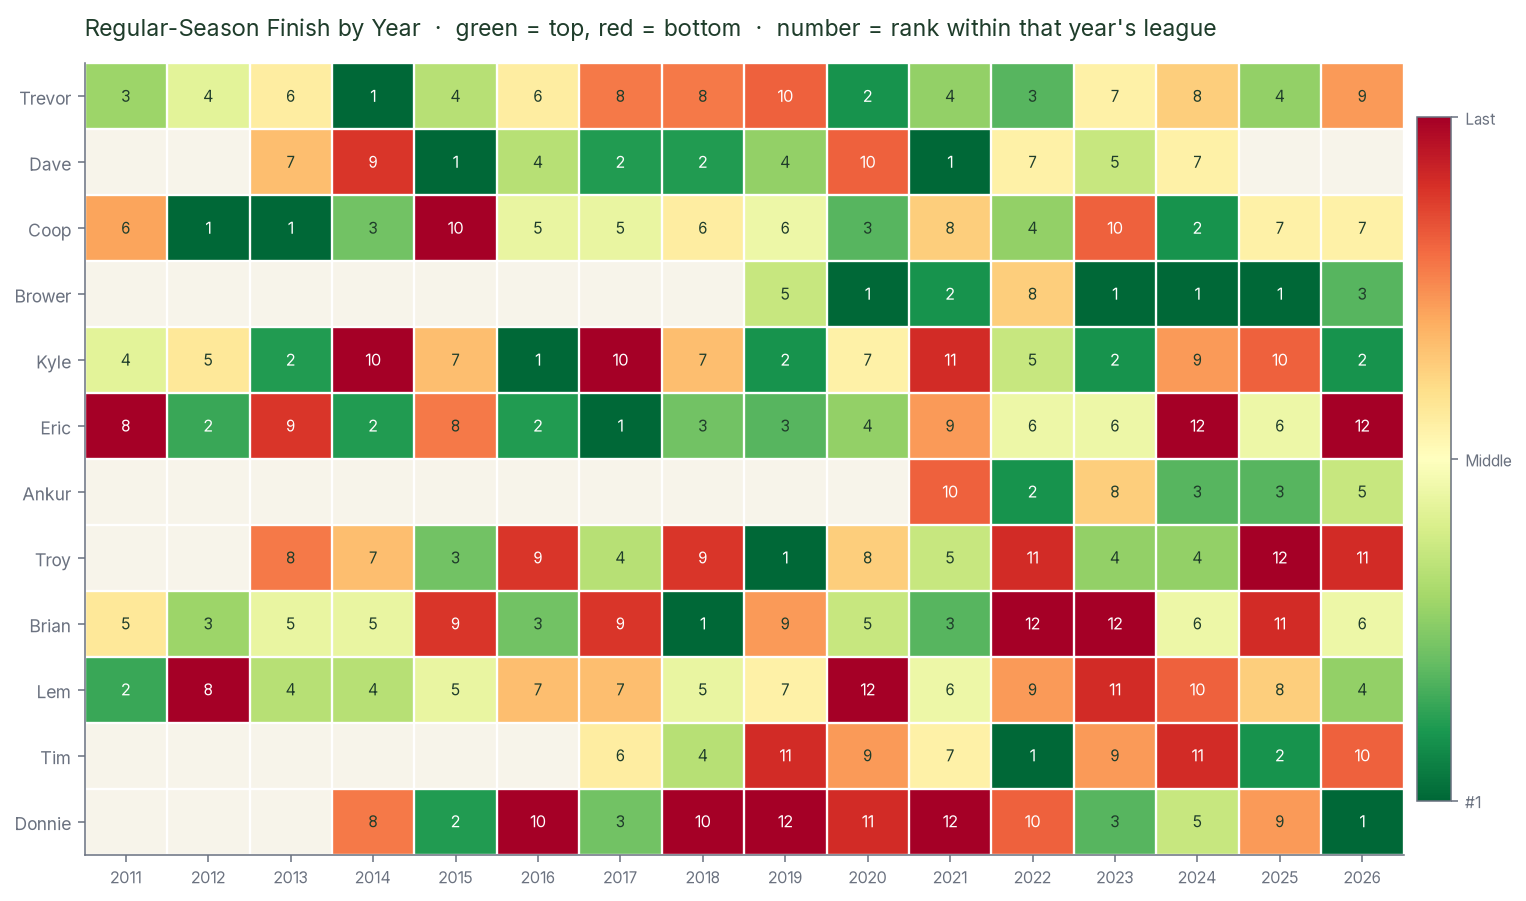 Regular-Season Finish by Year · green = top, red = bottom · number = rank within that year's league
Trevor 3 4 6 1 4 6 8 8 10 2 4 3 7 8 4 9
Dave 7 9 1 4 2 2 4 10 1 7 5 7
Coop 6 1 1 3 10 5 5 6 6 3 8 4 10 2 7 7
Brower 5 1 2 8 1 1 1 3
Kyle 4 5 2 10 7 1 10 7 2 7 11 5 2 9 10 2
Eric 8 2 9 2 8 2 1 3 3 4 9 6 6 12 6 12
Ankur 10 2 8 3 3 5
Troy 8 7 3 9 4 9 1 8 5 11 4 4 12 11
Brian 5 3 5 5 9 3 9 1 9 5 3 12 12 6 11 6
Lem 2 8 4 4 5 7 7 5 7 12 6 9 11 10 8 4
Tim 6 4 11 9 7 1 9 11 2 10
Donnie 8 2 10 3 10 12 11 12 10 3 5 9 1
2011 2012 2013 2014 2015 2016 2017 2018 2019 2020 2021 2022 2023 2024 2025 2026
Last
Middle
#1